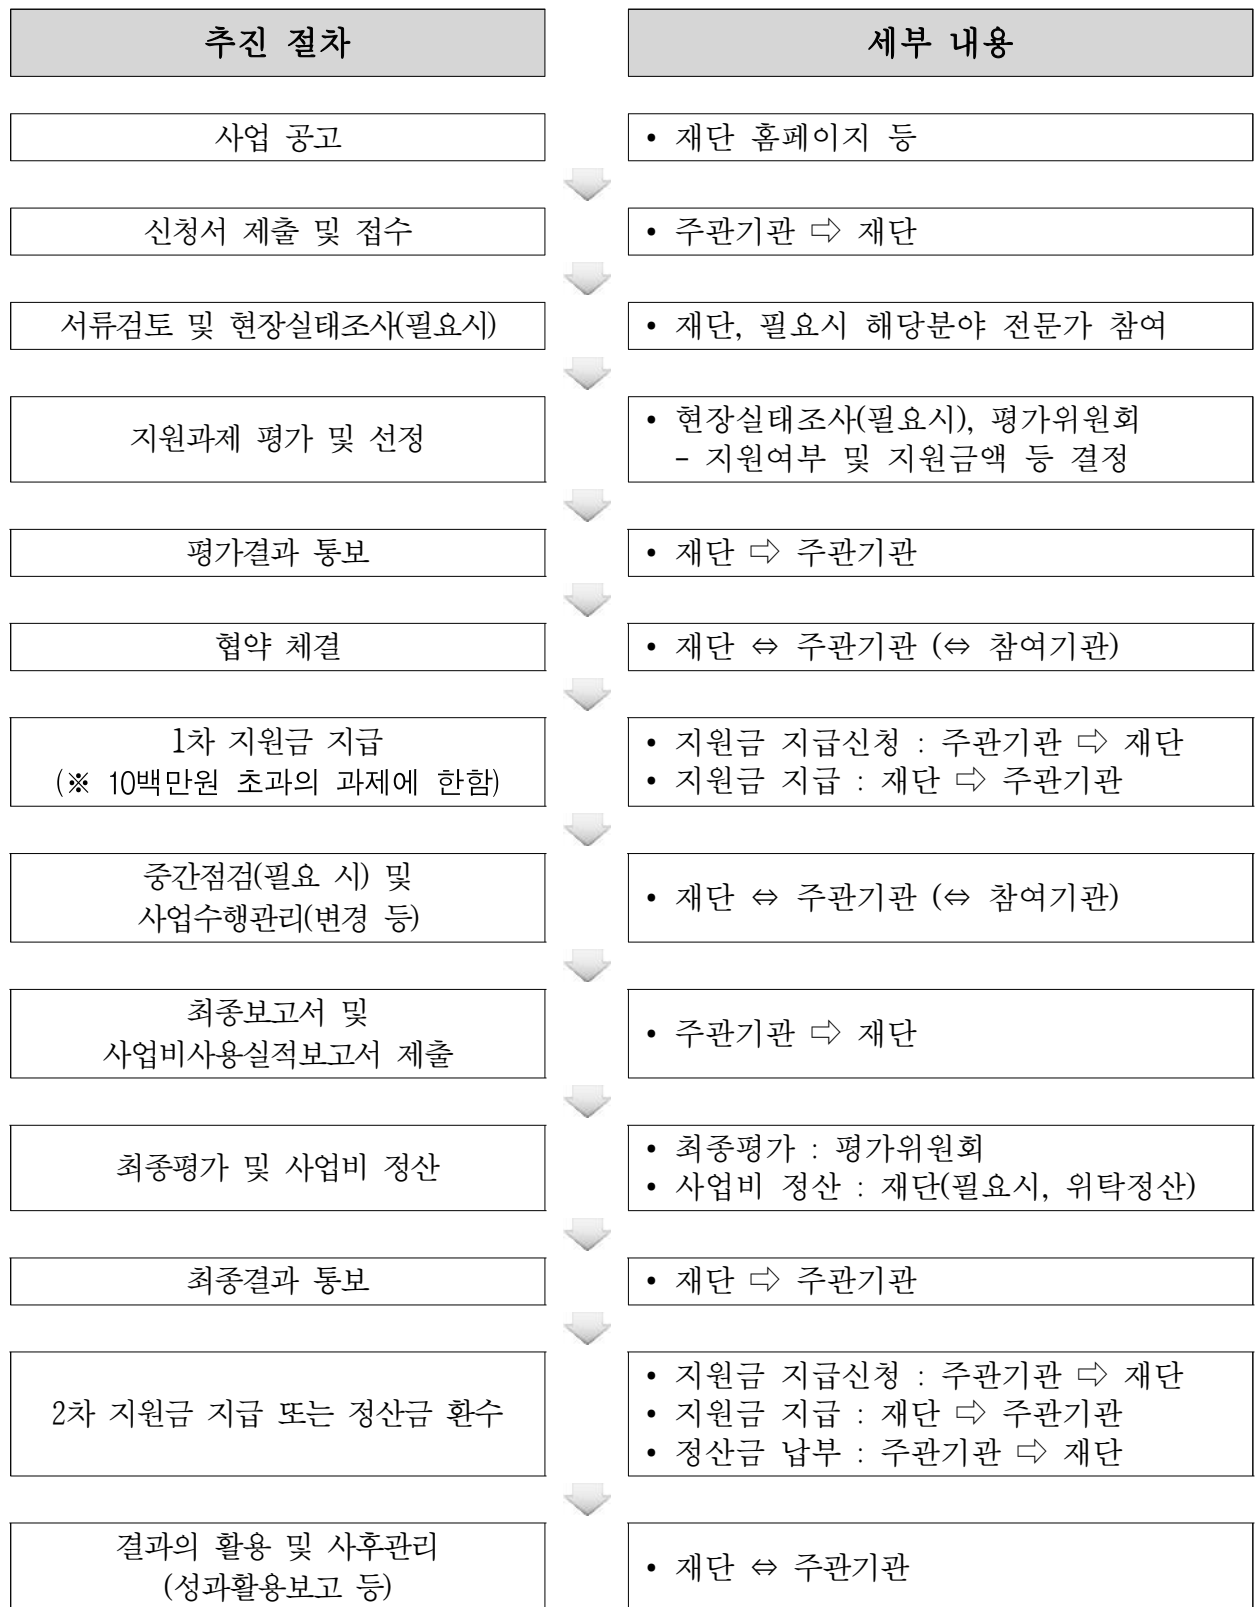 추진 절차
세부 내용
사업 공고
• 재단 홈페이지 등
신청서 제출 및 접수
• 주관기관 ⇨ 재단
서류검토 및 현장실태조사(필요시)
• 재단, 필요시 해당분야 전문가 참여
지원과제 평가 및 선정
• 현장실태조사(필요시), 평가위원회
- 지원여부 및 지원금액 등 결정
평가결과 통보
• 재단 ⇨ 주관기관
협약 체결
• 재단 ⇔ 주관기관 (⇔ 참여기관)
1차 지원금 지급
(※ 10백만원 초과의 과제에 한함)
• 지원금 지급신청 : 주관기관 ⇨ 재단
• 지원금 지급 : 재단 ⇨ 주관기관
중간점검(필요 시) 및
사업수행관리(변경 등)
• 재단 ⇔ 주관기관 (⇔ 참여기관)
최종보고서 및
사업비사용실적보고서 제출
• 주관기관 ⇨ 재단
최종평가 및 사업비 정산
• 최종평가 : 평가위원회
• 사업비 정산 : 재단(필요시, 위탁정산)
최종결과 통보
• 재단 ⇨ 주관기관
2차 지원금 지급 또는 정산금 환수
• 지원금 지급신청 : 주관기관 ⇨ 재단
• 지원금 지급 : 재단 ⇨ 주관기관
• 정산금 납부 : 주관기관 ⇨ 재단
결과의 활용 및 사후관리
(성과활용보고 등)
• 재단 ⇔ 주관기관